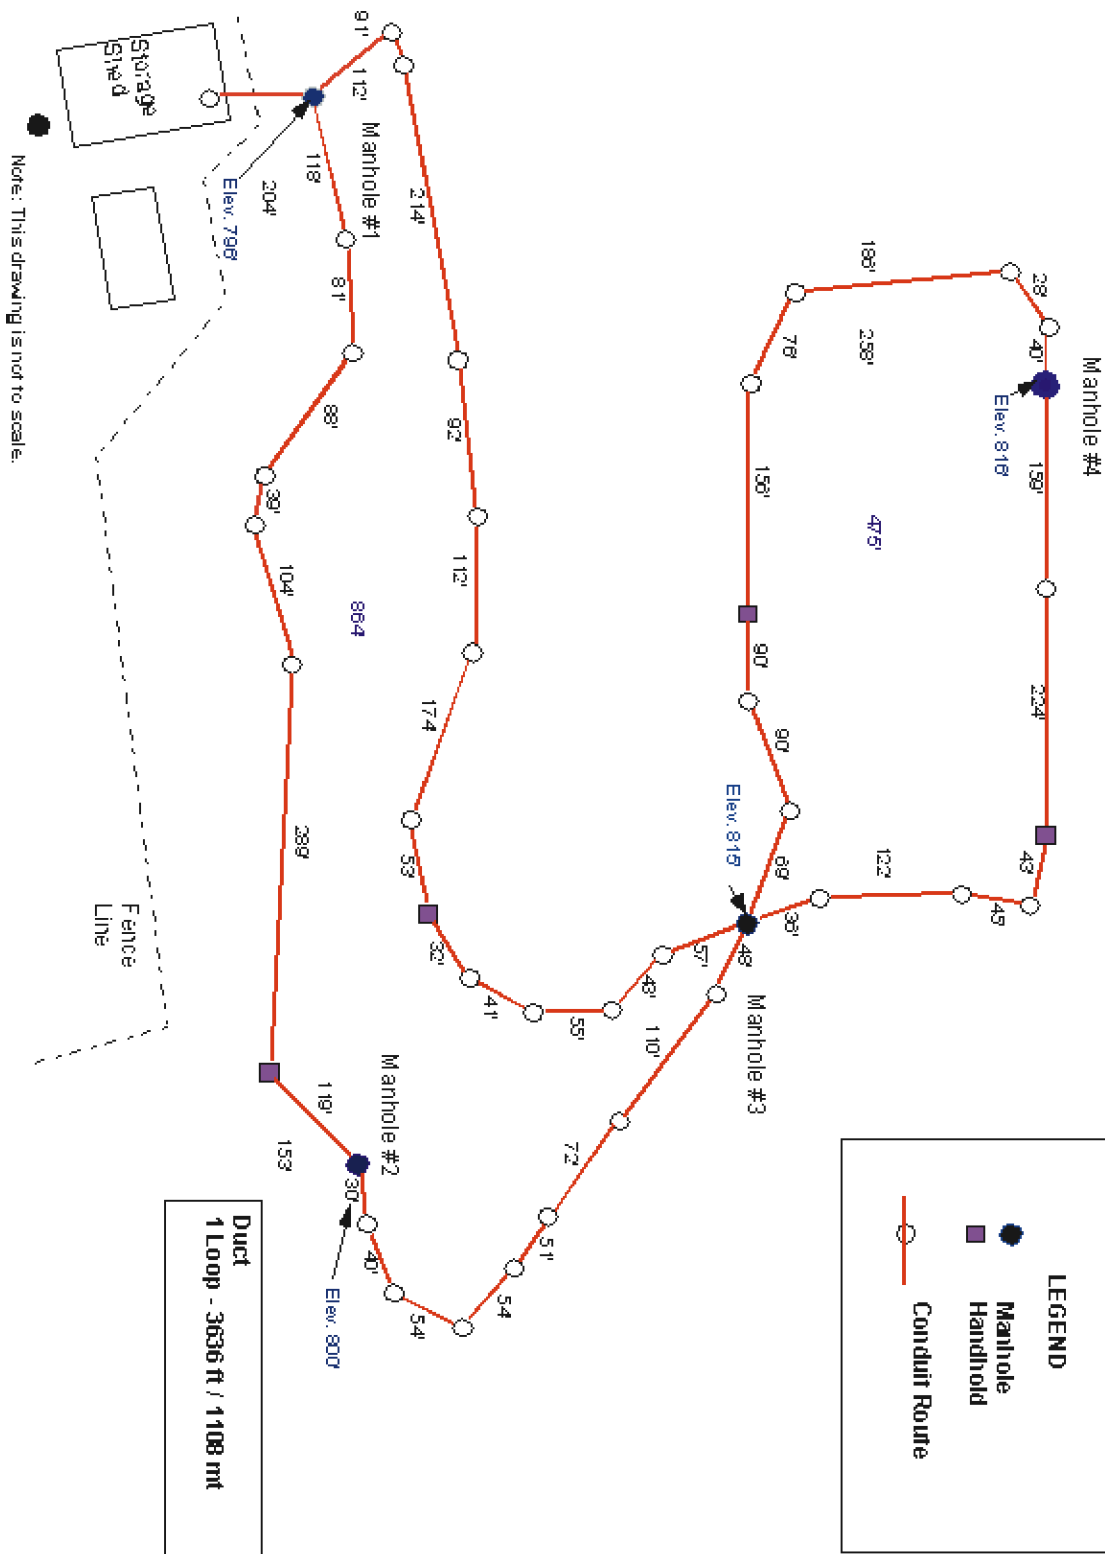 Storage
Shed
Note: This drawing is not to scale.
Fence
Line
Manhole #1
Elev. 796'
204'
91'
112'
118'
81'
88'
39'
104'
289'
119'
153'
864'
214'
92'
112'
174'
53'
32'
41'
55'
43'
57'
Manhole #2
Elev. 800'
30'
40'
54'
54'
51'
72'
110'
48'
Manhole #3
Elev. 815'
69'
90'
90'
156'
76'
186'
258'
475'
28'
40'
Manhole #4
Elev. 816'
159'
224'
43'
45'
122'
36'
LEGEND
Manhole
Handhold
Conduit Route
Duct
1 Loop - 3636 ft / 1108 mt